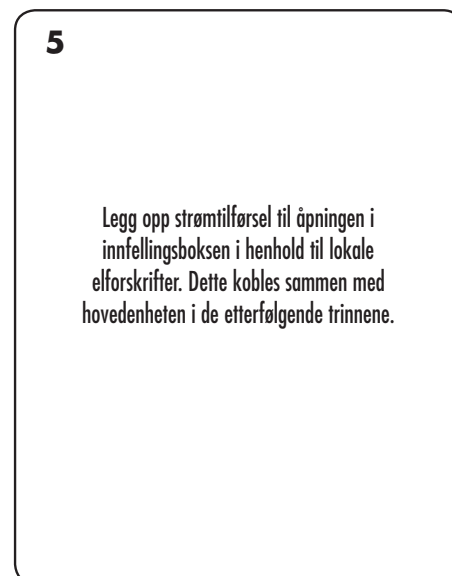 5
Legg opp strømtilførsel til åpningen i
innfellingsboksen i henhold til lokale
elforskrifter. Dette kobles sammen med
hovedenheten i de etterfølgende trinnene.